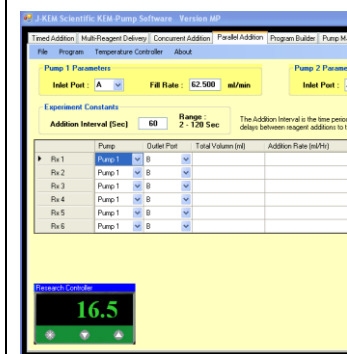 J-KEM Scientific KEM-Pump Software Version MP
Timed Addition Multi-Reagent Delivery Concurrent Addition Parallel Addition Program Builder Pump M
File Program Temperature Controller About
Pump 1 Parameters Pump 2 Parame
Inlet Port : A Fill Rate : 62.500 ml/min Inlet Port :
Experiment Constants
Addition Interval (Sec) 60 Range : 2 - 120 Sec
The Addition Interval is the time perio
delays between reagent additions to t
Pump Outlet Port Total Volume (ml) Addition Rate (ml/Hr)
Rx 1 Pump 1 B
Rx 2 Pump 1 B
Rx 3 Pump 1 B
Rx 4 Pump 1 B
Rx 5 Pump 1 B
Rx 6 Pump 1 B
Research Controller
16.5